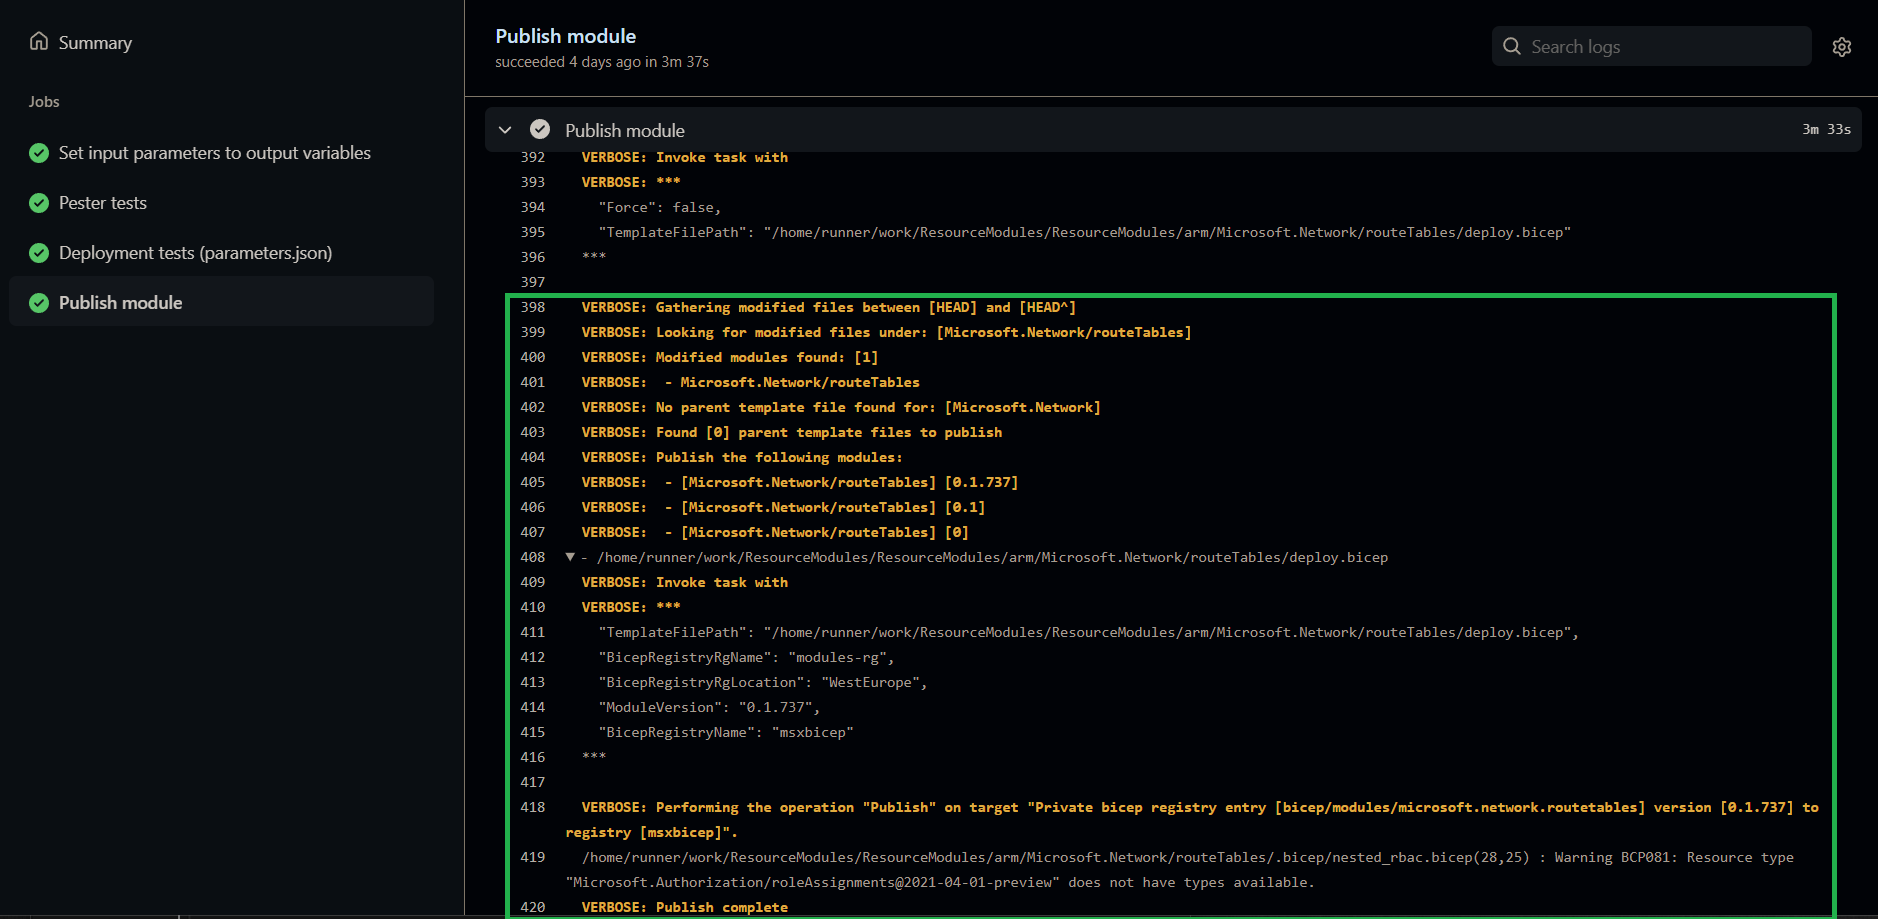 Summary
Jobs
Set input parameters to output variables
Pester tests
Deployment tests (parameters.json)
Publish module
Publish module
succeeded 4 days ago in 3m 37s
Search logs
Publish module
3m 33s
392 VERBOSE: Invoke task with
393 VERBOSE: ***
394 "Force": false,
395 "TemplateFilePath": "/home/runner/work/ResourceModules/ResourceModules/arm/Microsoft.Network/routeTables/deploy.bicep"
396 ***
397
398 VERBOSE: Gathering modified files between [HEAD] and [HEAD^]
399 VERBOSE: Looking for modified files under: [Microsoft.Network/routeTables]
400 VERBOSE: Modified modules found: [1]
401 VERBOSE:  - Microsoft.Network/routeTables
402 VERBOSE: No parent template file found for: [Microsoft.Network]
403 VERBOSE: Found [0] parent template files to publish
404 VERBOSE: Publish the following modules:
405 VERBOSE:  - [Microsoft.Network/routeTables] [0.1.737]
406 VERBOSE:  - [Microsoft.Network/routeTables] [0.1]
407 VERBOSE:  - [Microsoft.Network/routeTables] [0]
408 ▼ - /home/runner/work/ResourceModules/ResourceModules/arm/Microsoft.Network/routeTables/deploy.bicep
409 VERBOSE: Invoke task with
410 VERBOSE: ***
411 "TemplateFilePath": "/home/runner/work/ResourceModules/ResourceModules/arm/Microsoft.Network/routeTables/deploy.bicep",
412 "BicepRegistryRgName": "modules-rg",
413 "BicepRegistryRgLocation": "WestEurope",
414 "ModuleVersion": "0.1.737",
415 "BicepRegistryName": "msxbicep"
416 ***
417
418 VERBOSE: Performing the operation "Publish" on target "Private bicep registry entry [bicep/modules/microsoft.network.routetables] version [0.1.737] to
registry [msxbicep]".
419 /home/runner/work/ResourceModules/ResourceModules/arm/Microsoft.Network/routeTables/.bicep/nested_rbac.bicep(28,25) : Warning BCP081: Resource type
"Microsoft.Authorization/roleAssignments@2021-04-01-preview" does not have types available.
420 VERBOSE: Publish complete